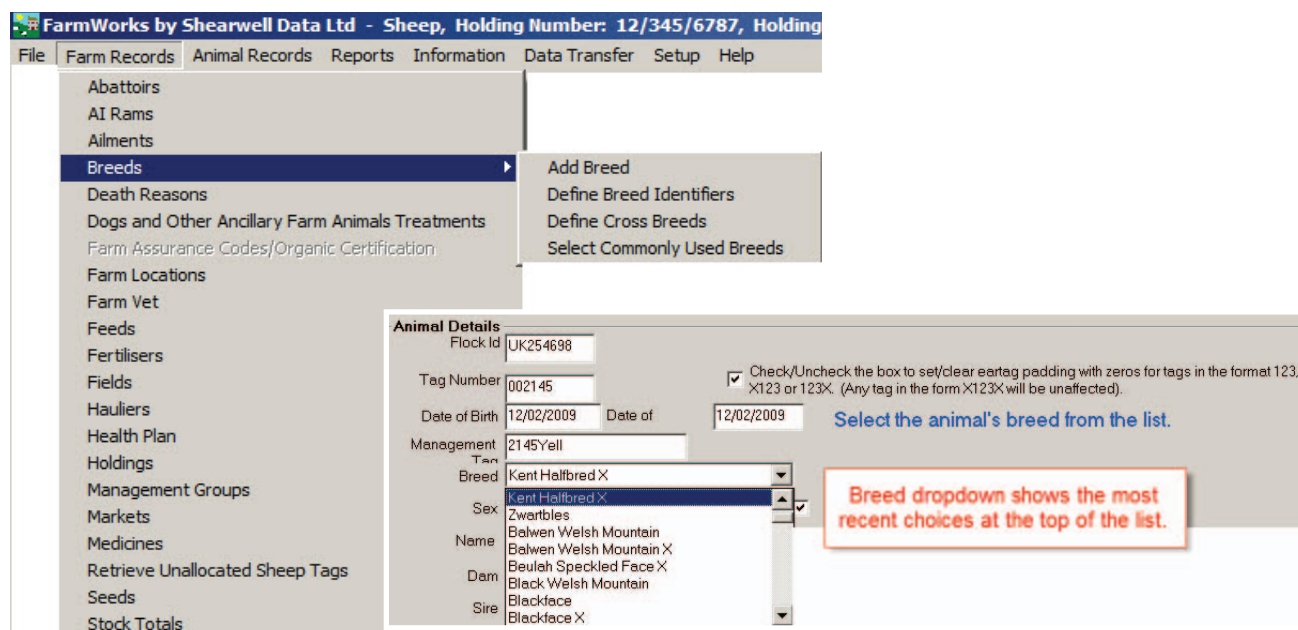 FarmWorks by Shearwell Data Ltd - Sheep, Holding Number: 12/345/6787, Holding
File Farm Records Animal Records Reports Information Data Transfer Setup Help
Abattoirs
AI Rams
Ailments
Breeds
Add Breed
Define Breed Identifiers
Define Cross Breeds
Select Commonly Used Breeds
Death Reasons
Dogs and Other Ancillary Farm Animals Treatments
Farm Assurance Codes/Organic Certification
Farm Locations
Farm Vet
Feeds
Fertilisers
Fields
Hauliers
Health Plan
Holdings
Management Groups
Markets
Medicines
Retrieve Unallocated Sheep Tags
Seeds
Stock Totals
Animal Details
Flock Id UK254698
Tag Number 002145
Check/Uncheck the box to set/clear eartag padding with zeros for tags in the format 123,
X123 or 123X. (Any tag in the form X123X will be unaffected).
Date of Birth 12/02/2009 Date of 12/02/2009
Select the animal's breed from the list.
Management 2145Yell
Tag
Breed Kent Halfbred X
Kent Halfbred X
Sex
Zwartbles
Balwen Welsh Mountain
Name
Balwen Welsh Mountain X
Beulah Speckled Face X
Dam
Black Welsh Mountain
Blackface
Sire
Blackface X
Breed dropdown shows the most
recent choices at the top of the list.